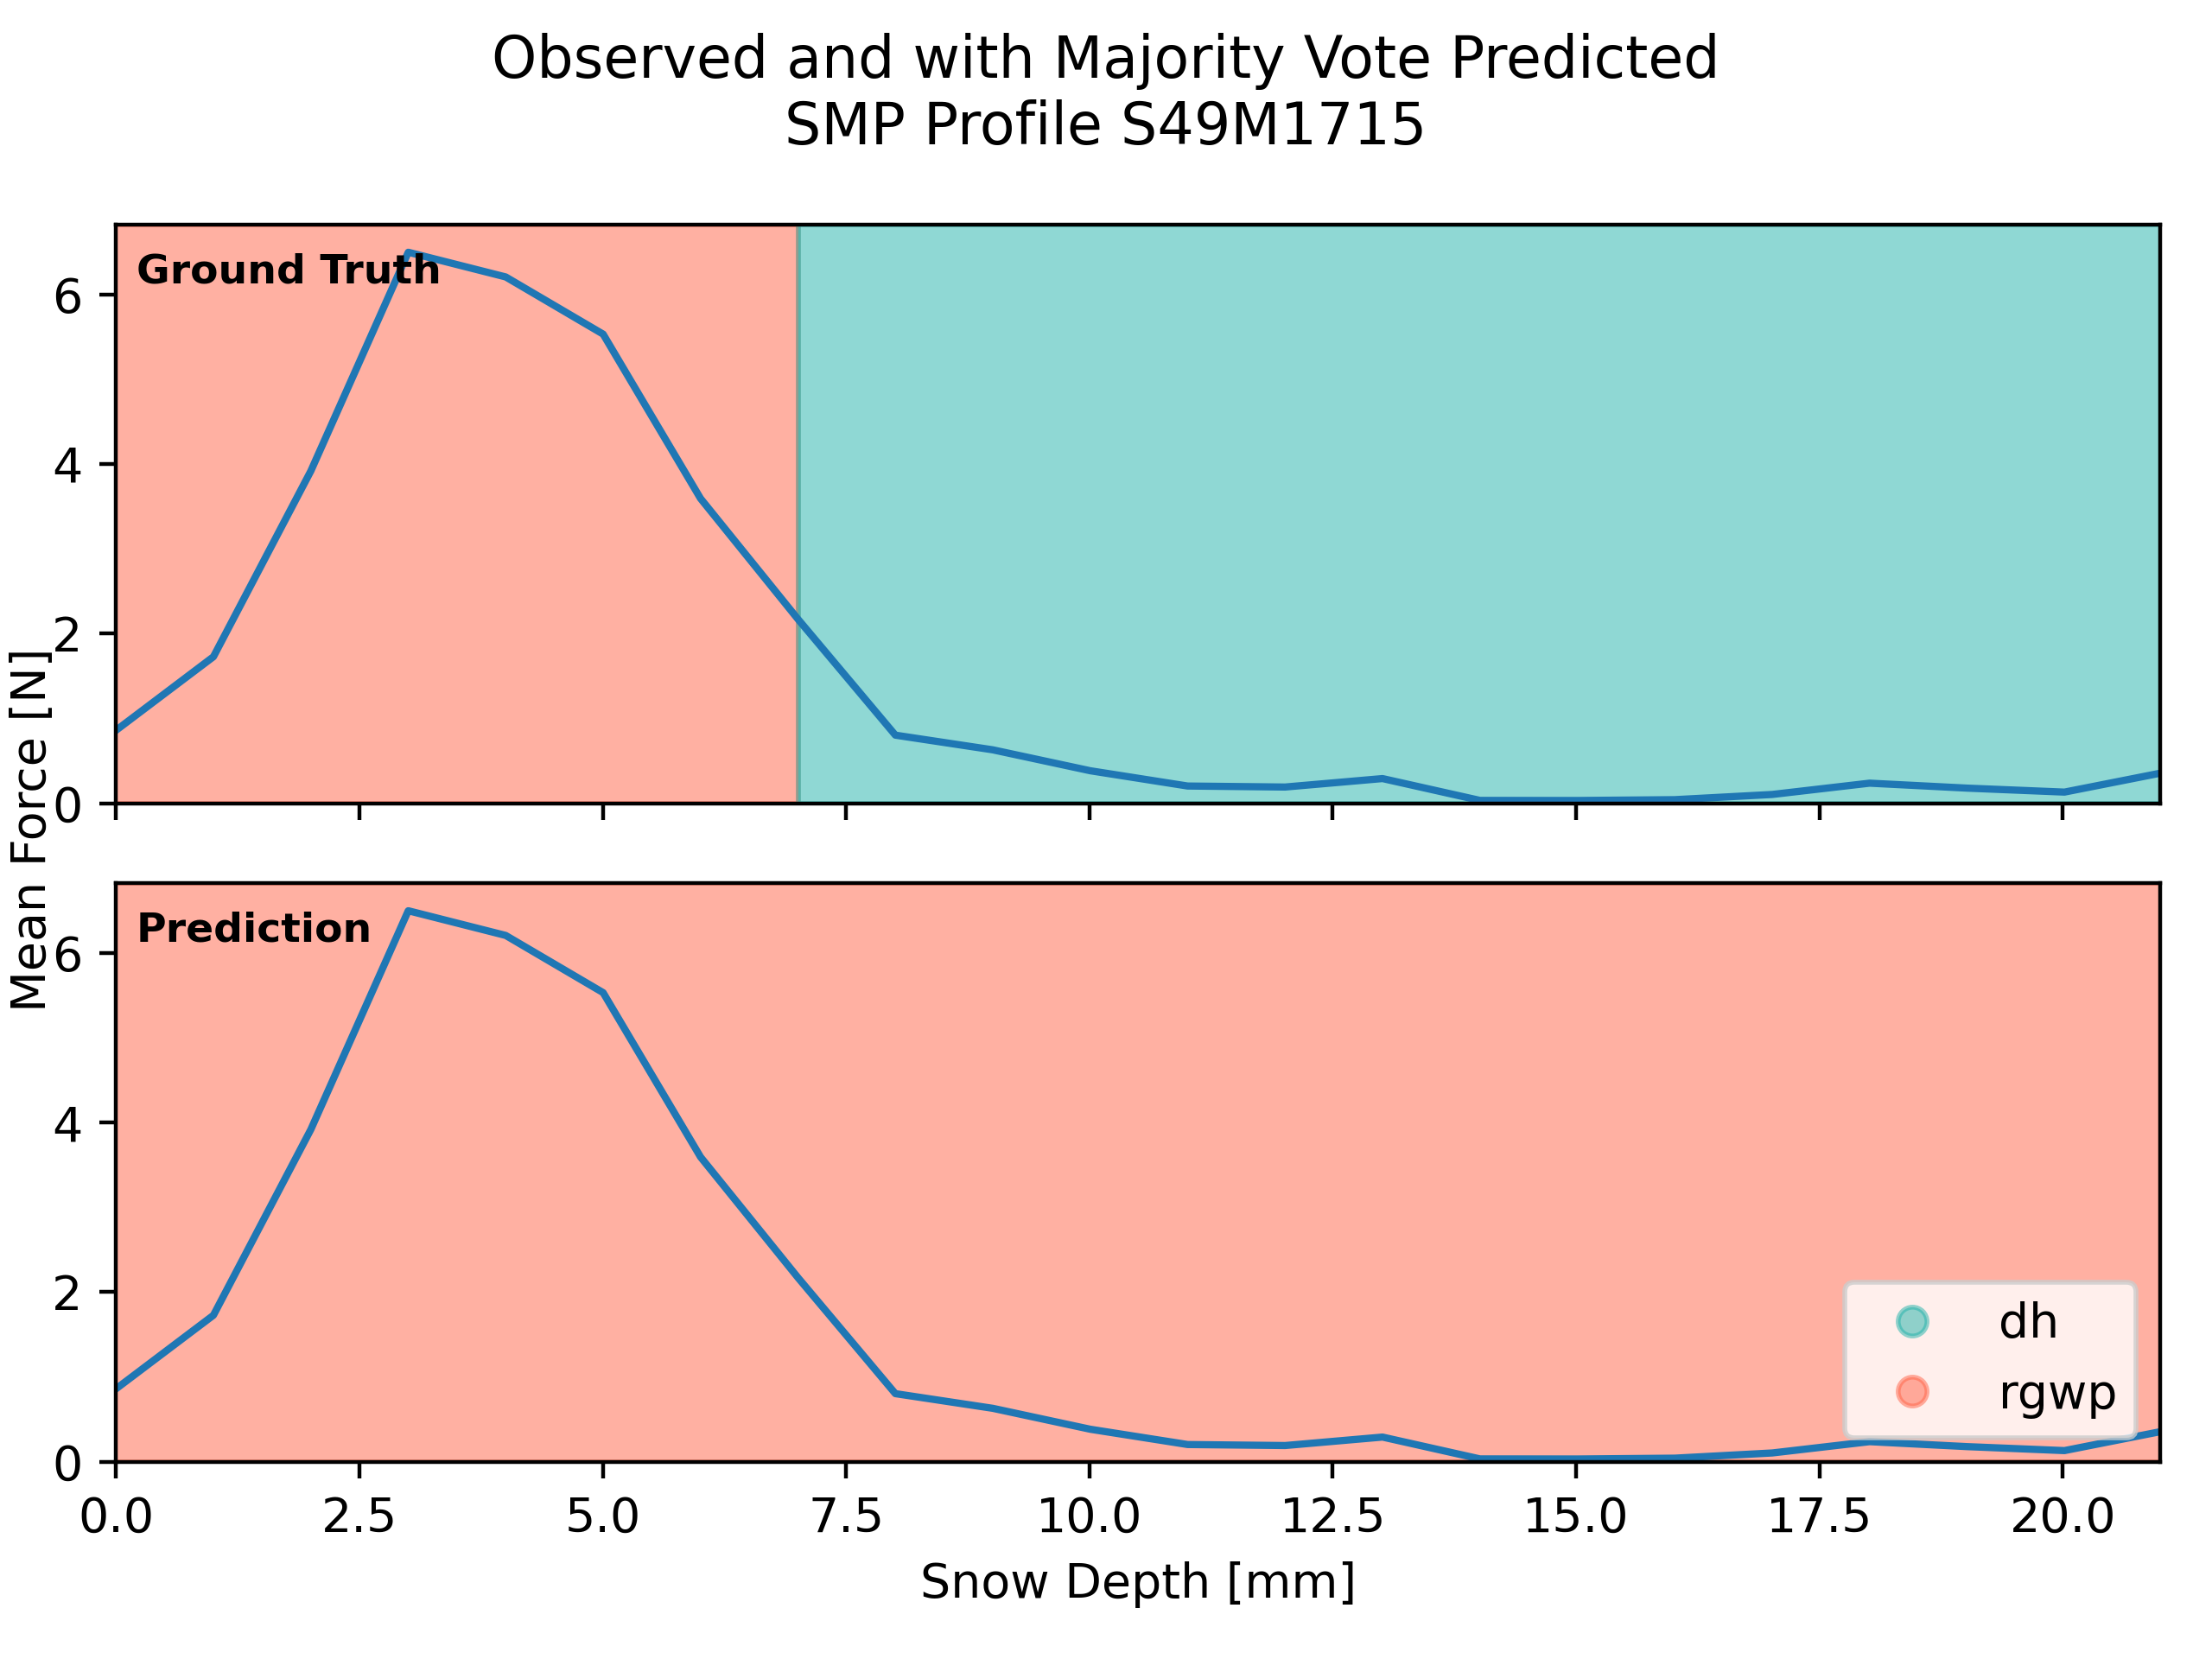 Observed and with Majority Vote Predicted
SMP Profile S49M1715
Ground Truth
6
4
2
0
Mean Force [N]
Prediction
6
4
2
0
dh
rgwp
0.0 2.5 5.0 7.5 10.0 12.5 15.0 17.5 20.0
Snow Depth [mm]